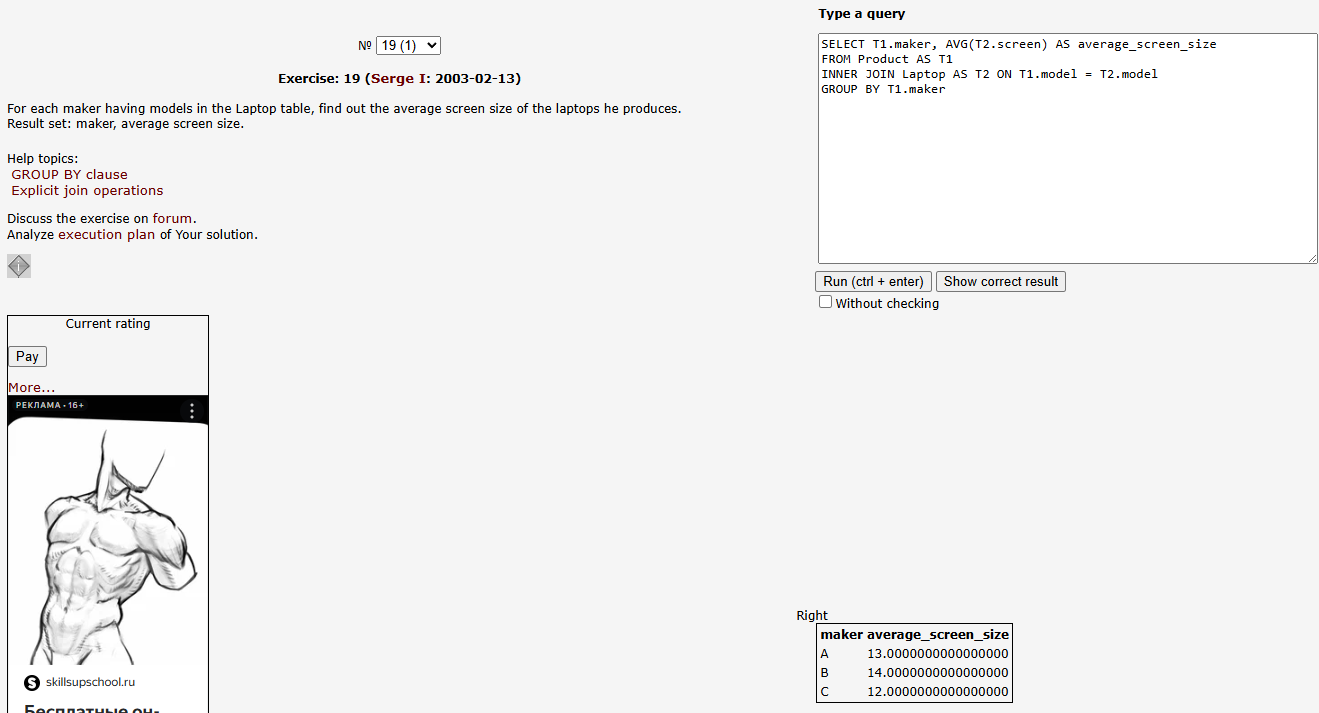 № 19 (1)
Exercise: 19 (Serge I: 2003-02-13)
For each maker having models in the Laptop table, find out the average screen size of the laptops he produces.
Result set: maker, average screen size.
Help topics:
GROUP BY clause
Explicit join operations
Discuss the exercise on forum.
Analyze execution plan of Your solution.
i
Current rating
Pay
More...
РЕКЛАМА • 16+
S skillsupschool.ru
Бесплатные он-
Type a query
SELECT T1.maker, AVG(T2.screen) AS average_screen_size
FROM Product AS T1
INNER JOIN Laptop AS T2 ON T1.model = T2.model
GROUP BY T1.maker
Run (ctrl + enter) Show correct result
Without checking
Right
maker average_screen_size
A 13.0000000000000000
B 14.0000000000000000
C 12.0000000000000000